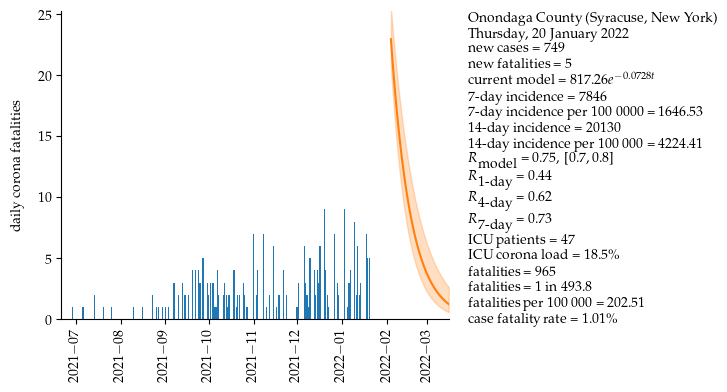 25
20
15
10
5
0
daily corona fatalities
2021−07
2021−08
2021−09
2021−10
2021−11
2021−12
2022−01
2022−02
2022−03
Onondaga County (Syracuse, New York)
Thursday, 20 January 2022
new cases = 749
new fatalities = 5
current model = 817.26e^{−0.0728t}
7-day incidence = 7846
7-day incidence per 100 0000 = 1646.53
14-day incidence = 20130
14-day incidence per 100 000 = 4224.41
R_model = 0.75, [0.7, 0.8]
R_1-day = 0.44
R_4-day = 0.62
R_7-day = 0.73
ICU patients = 47
ICU corona load = 18.5%
fatalities = 965
fatalities = 1 in 493.8
fatalities per 100 000 = 202.51
case fatality rate = 1.01%